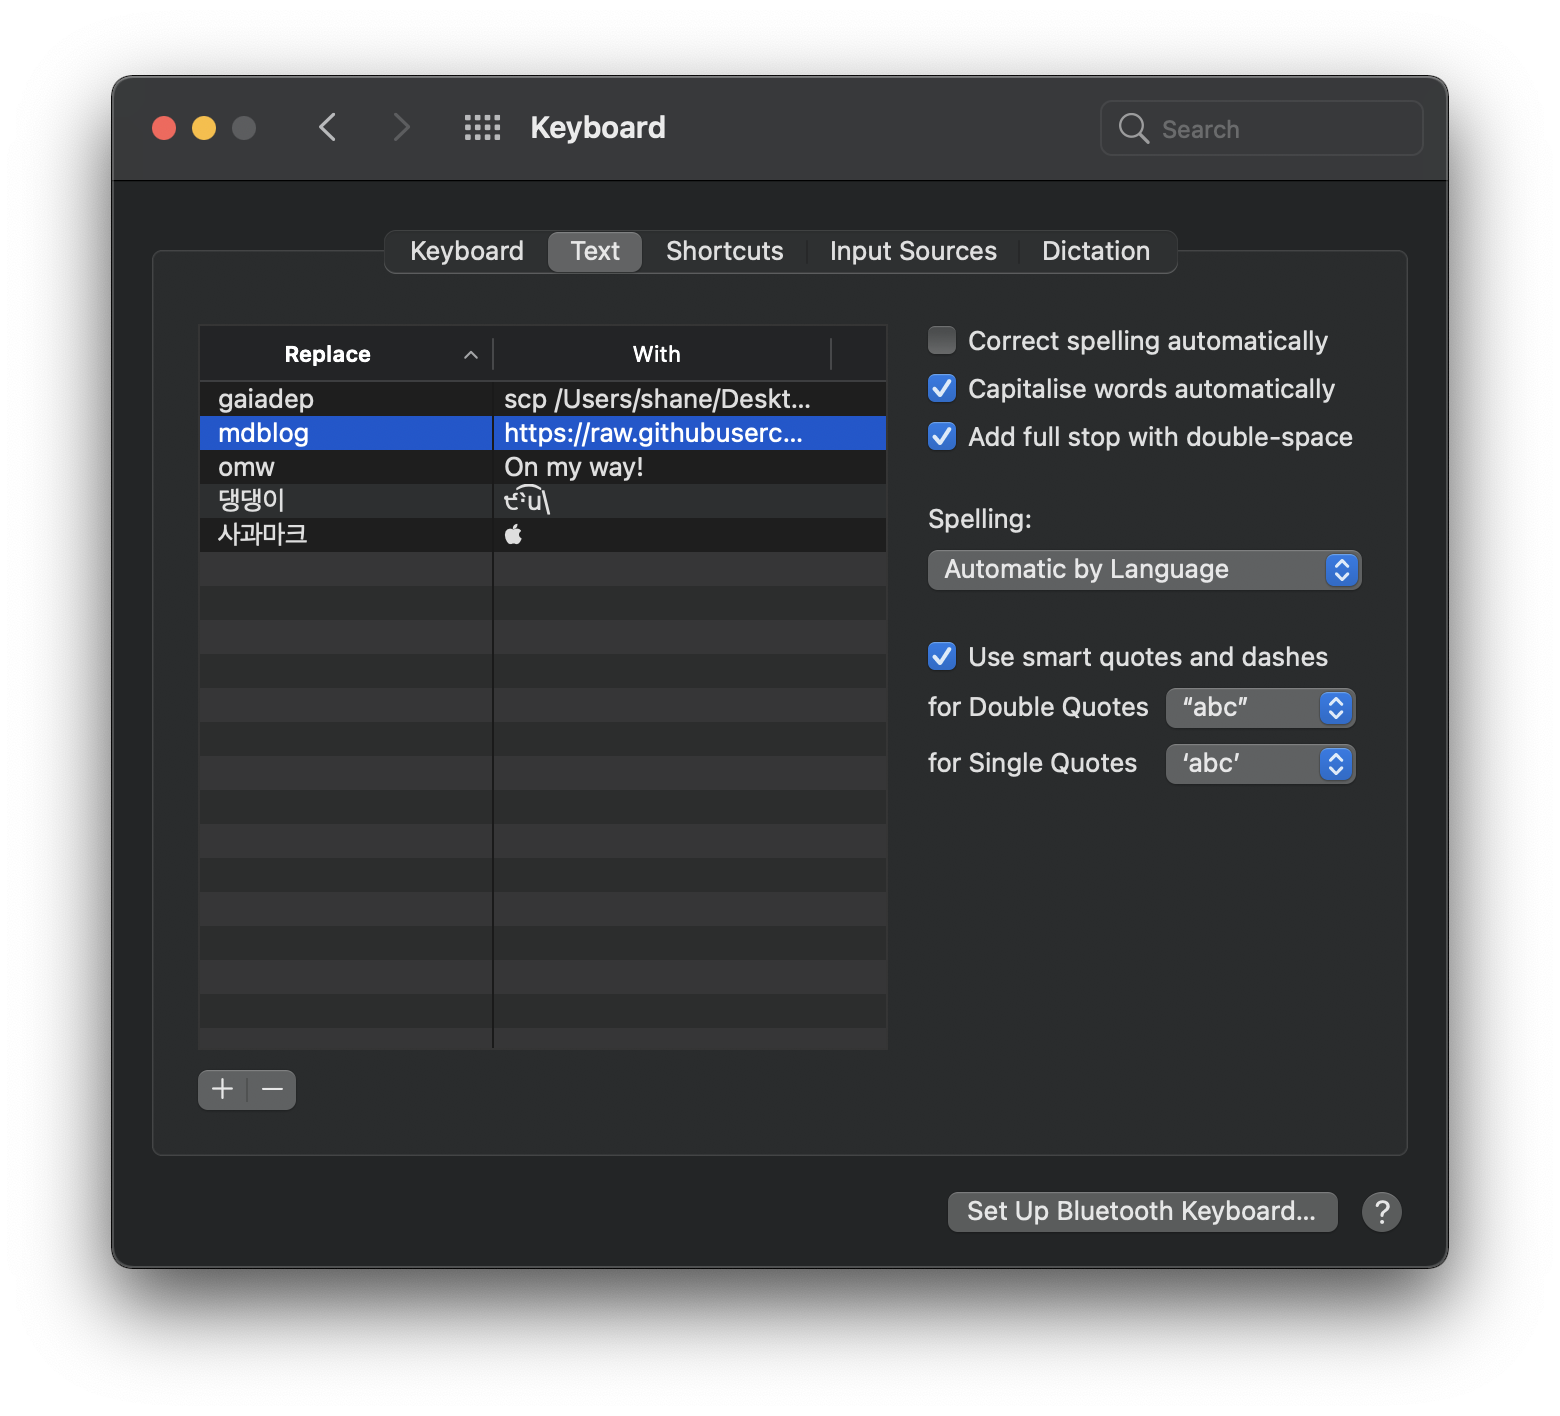 Keyboard
Search
Keyboard Text Shortcuts Input Sources Dictation
Replace With
gaiadep scp /Users/shane/Deskt...
mdblog https://raw.githubuserc...
omw On my way!
댕댕이
사과마크 
Correct spelling automatically
Capitalise words automatically
Add full stop with double-space
Spelling:
Automatic by Language
Use smart quotes and dashes
for Double Quotes “abc”
for Single Quotes ‘abc’
Set Up Bluetooth Keyboard...
?